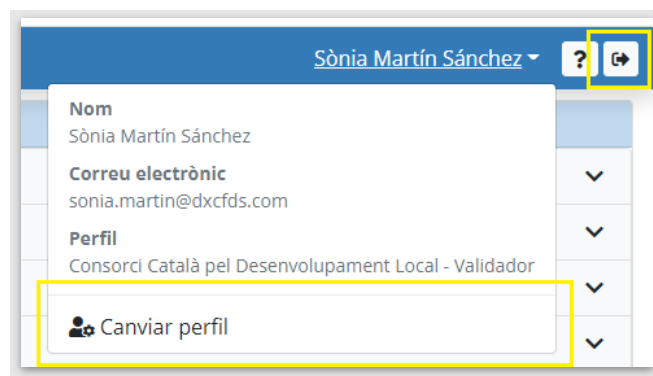 Sònia Martín Sánchez
?
Nom
Sònia Martín Sánchez
Correu electrònic
sonia.martin@dxcfds.com
Perfil
Consorci Català pel Desenvolupament Local - Validador
Canviar perfil